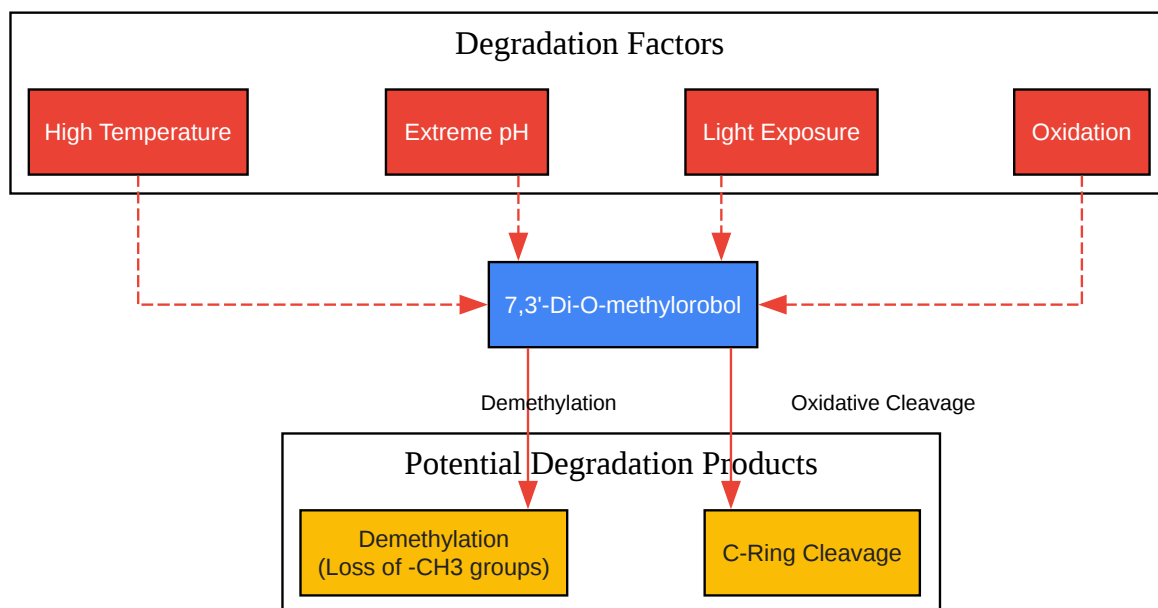 Degradation Factors
High Temperature
Extreme pH
Light Exposure
Oxidation
7,3'-Di-O-methylorobol
Demethylation
Oxidative Cleavage
Potential Degradation Products
Demethylation
(Loss of -CH3 groups)
C-Ring Cleavage